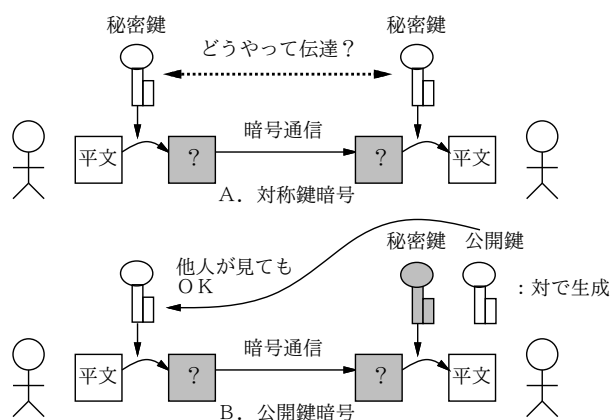 秘密鍵 秘密鍵
どうやって伝達？
平文 ？ 暗号通信 ？ 平文
Ａ．対称鍵暗号
秘密鍵 公開鍵
他人が見ても
ＯＫ
：対で生成
平文 ？ 暗号通信 ？ 平文
Ｂ．公開鍵暗号